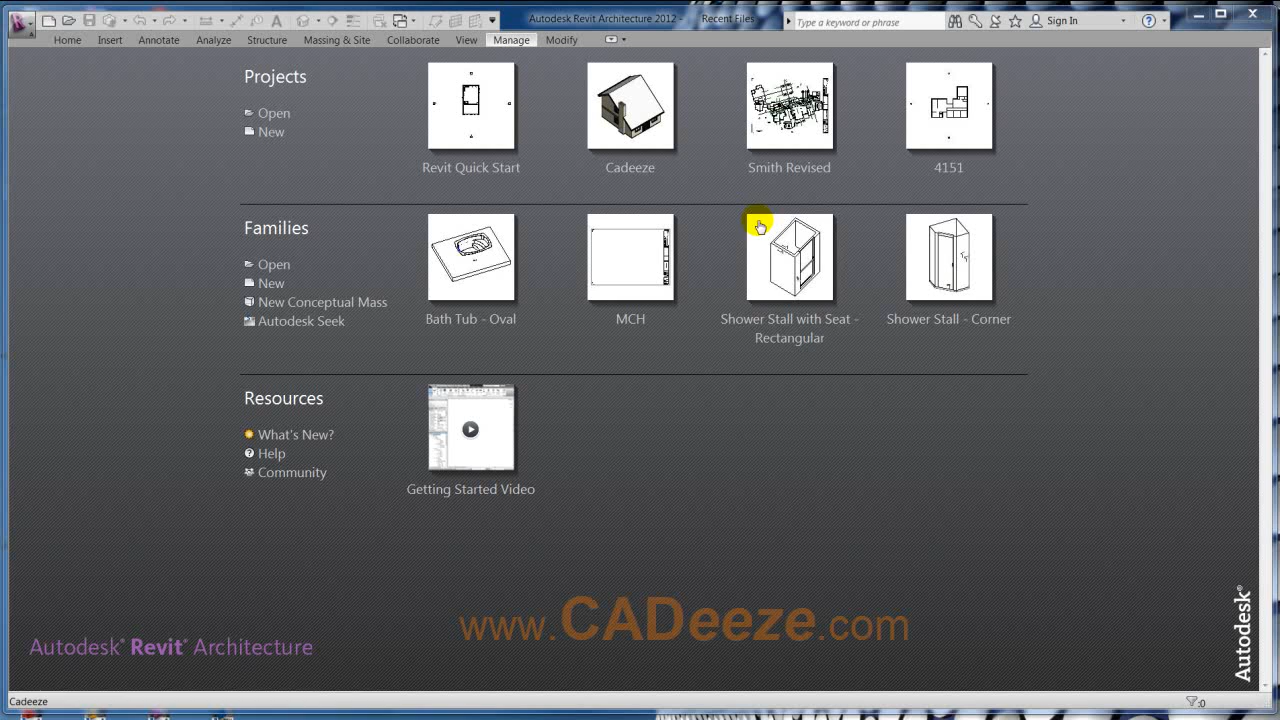 Autodesk Revit Architecture 2012 - Recent Files
Type a keyword or phrase
Sign In
Home Insert Annotate Analyze Structure Massing & Site Collaborate View Manage Modify
Projects
Open
New
Revit Quick Start
Cadeeze
Smith Revised
4151
Families
Open
New
New Conceptual Mass
Autodesk Seek
Bath Tub - Oval
MCH
Shower Stall with Seat -
Rectangular
Shower Stall - Corner
Resources
What's New?
Help
Community
Getting Started Video
www.CADeeze.com
Autodesk® Revit® Architecture
Autodesk®
Cadeeze
:0